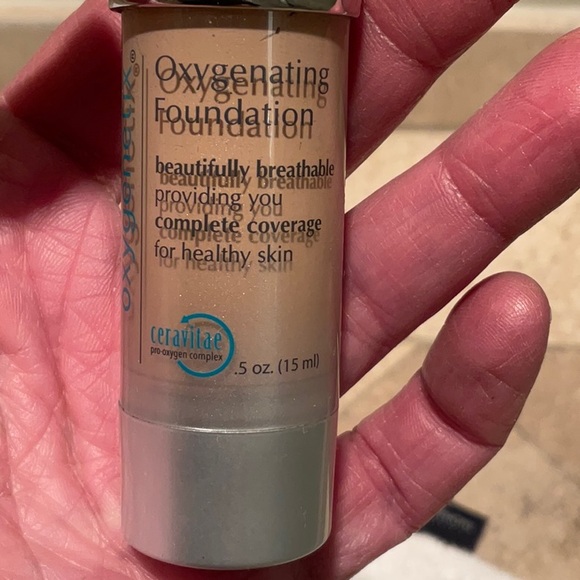 oxygenetix®
Oxygenating
Foundation
beautifully breathable
providing you
complete coverage
for healthy skin
ceravitae
pro-oxygen complex
.5 oz. (15 ml)